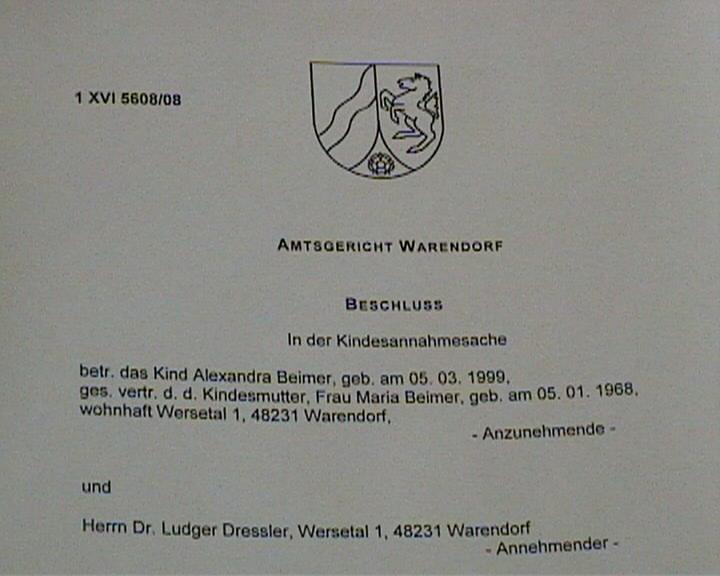 1 XVI 5608/08
AMTSGERICHT WARENDORF
BESCHLUSS
In der Kindesannahmesache
betr. das Kind Alexandra Beimer, geb. am 05. 03. 1999,
ges. vertr. d. d. Kindesmutter, Frau Maria Beimer, geb. am 05. 01. 1968,
wohnhaft Wersetal 1, 48231 Warendorf,
- Anzunehmende -
und
Herrn Dr. Ludger Dressler, Wersetal 1, 48231 Warendorf
- Annehmender -